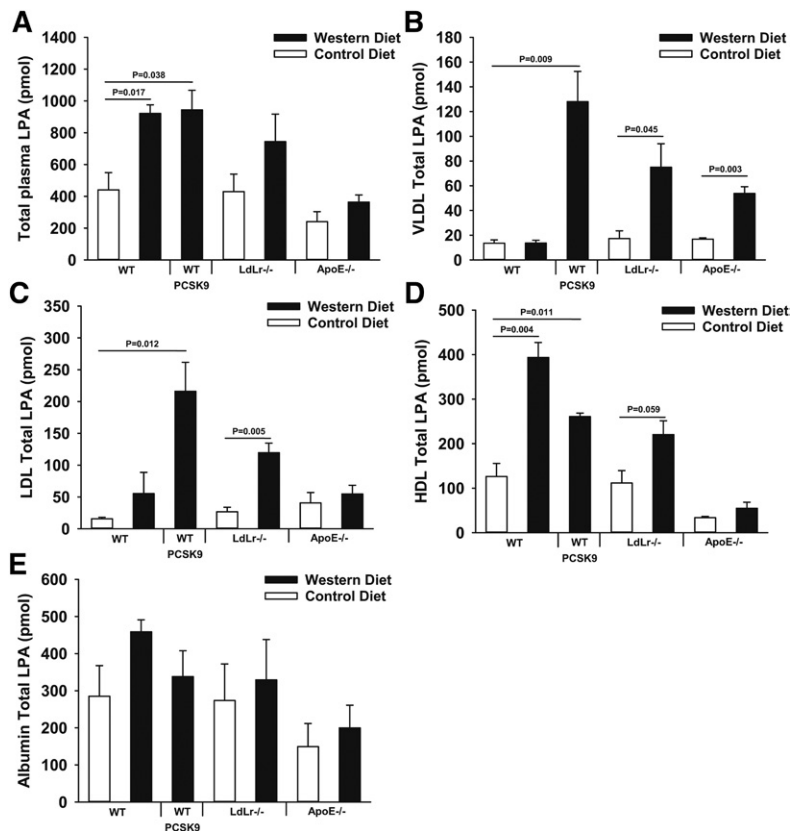 A
Western Diet
Control Diet
Total plasma LPA (pmol)
1400
1200
1000
800
600
400
200
0
P=0.038
P=0.017
WT
WT
LdLr-/-
ApoE-/-
PCSK9
B
Western Diet
Control Diet
VLDL Total LPA (pmol)
180
160
140
120
100
80
60
40
20
0
P=0.009
P=0.045
P=0.003
WT
WT
LdLr-/-
ApoE-/-
PCSK9
C
Western Diet
Control Diet
LDL Total LPA (pmol)
350
300
250
200
150
100
50
0
P=0.012
P=0.005
WT
WT
LdLr-/-
ApoE-/-
PCSK9
D
Western Diet
Control Diet
HDL Total LPA (pmol)
500
400
300
200
100
0
P=0.011
P=0.004
P=0.059
WT
WT
LdLr-/-
ApoE-/-
PCSK9
E
Western Diet
Control Diet
Albumin Total LPA (pmol)
600
500
400
300
200
100
0
WT
WT
LdLr-/-
ApoE-/-
PCSK9